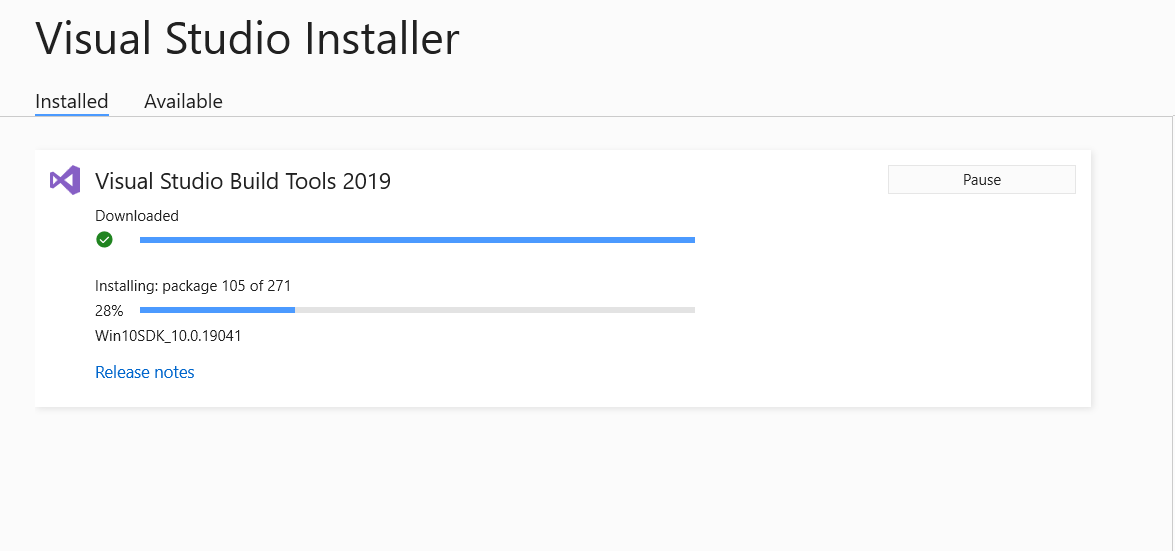 Visual Studio Installer
Installed Available
Visual Studio Build Tools 2019 Pause
Downloaded
Installing: package 105 of 271
28%
Win10SDK_10.0.19041
Release notes